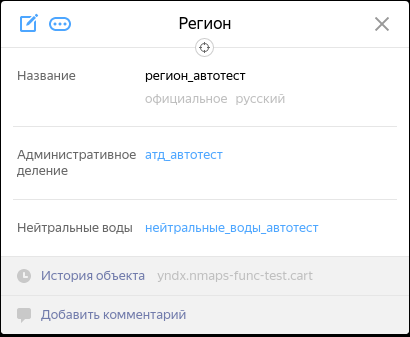 Регион
Название регион_автотест
официальное русский
Административное атд_автотест
деление
Нейтральные воды нейтральные_воды_автотест
История объекта yndx.nmaps-func-test.cart
Добавить комментарий